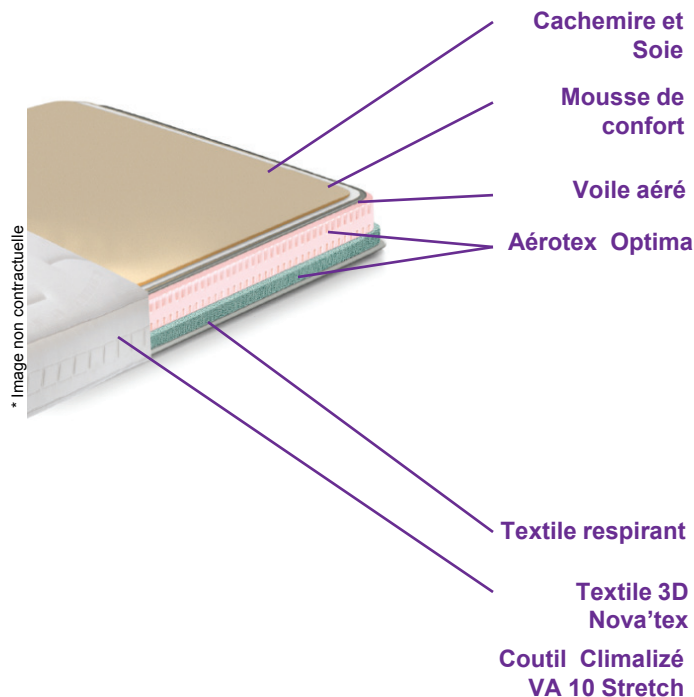 Cachemire et
Soie
Mousse de
confort
Voile aéré
Aérotex Optima
* Image non contractuelle
Textile respirant
Textile 3D
Nova’tex
Coutil Climalizé
VA 10 Stretch